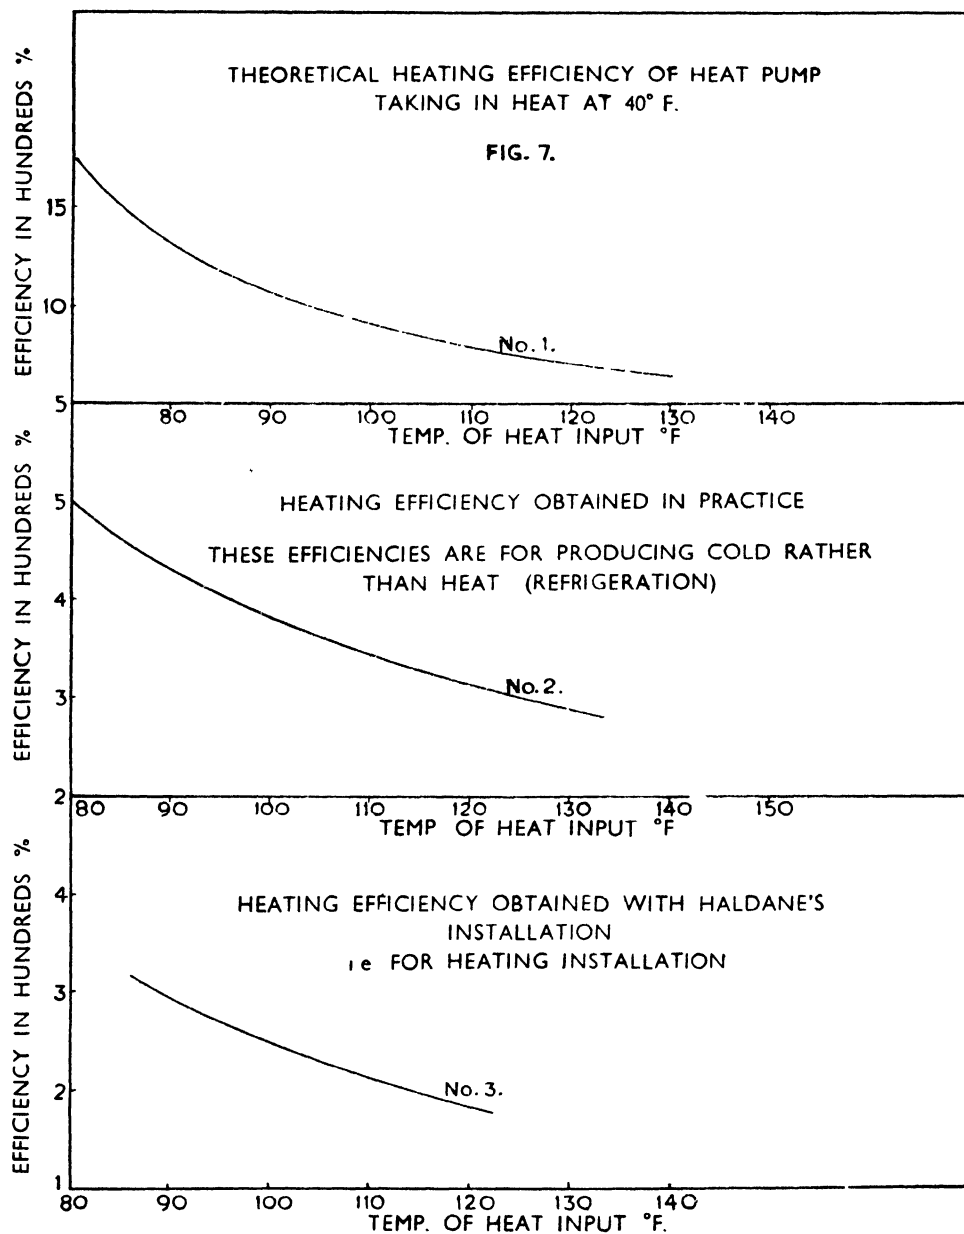 THEORETICAL HEATING EFFICIENCY OF HEAT PUMP
TAKING IN HEAT AT 40° F.
FIG. 7.
EFFICIENCY IN HUNDREDS %
15
10
5
No. 1.
80 90 100 110 120 130 140
TEMP. OF HEAT INPUT °F
HEATING EFFICIENCY OBTAINED IN PRACTICE
THESE EFFICIENCIES ARE FOR PRODUCING COLD RATHER
THAN HEAT (REFRIGERATION)
EFFICIENCY IN HUNDREDS %
5
4
3
2
No. 2.
80 90 100 110 120 130 140 150
TEMP OF HEAT INPUT °F
HEATING EFFICIENCY OBTAINED WITH HALDANE'S
INSTALLATION
ie FOR HEATING INSTALLATION
EFFICIENCY IN HUNDREDS %
4
3
2
1
No. 3.
80 90 100 110 120 130 140
TEMP. OF HEAT INPUT °F.